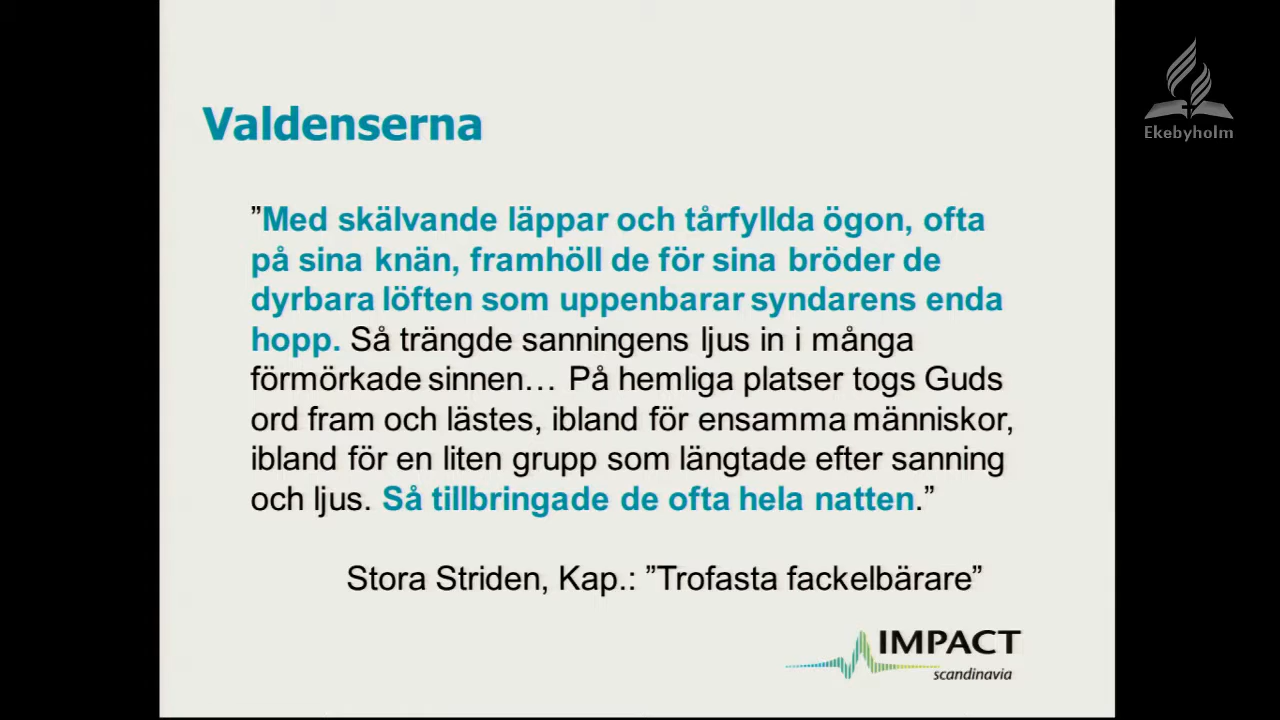 Valdenserna
”Med skälvande läppar och tårfyllda ögon, ofta
på sina knän, framhöll de för sina bröder de
dyrbara löften som uppenbarar syndarens enda
hopp. Så trängde sanningens ljus in i många
förmörkade sinnen… På hemliga platser togs Guds
ord fram och lästes, ibland för ensamma människor,
ibland för en liten grupp som längtade efter sanning
och ljus. Så tillbringade de ofta hela natten.”
Stora Striden, Kap.: ”Trofasta fackelbärare”
IMPACT
scandinavia
Ekebyholm